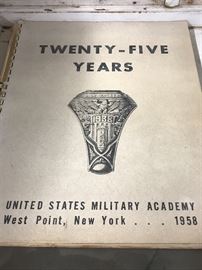 TWENTY-FIVE
YEARS
UNITED STATES MILITARY ACADEMY
West Point, New York . . . 1958